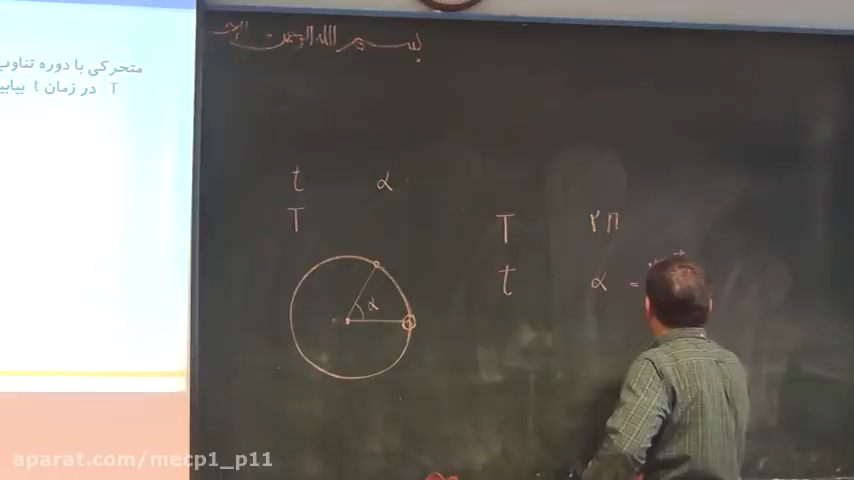 بسم الله الرحمن الرحیم
متحرکی با دوره تناوب
T در زمان t بیابی
t α
T
T ۲π
t α =
α
aparat.com/mecp1_p11